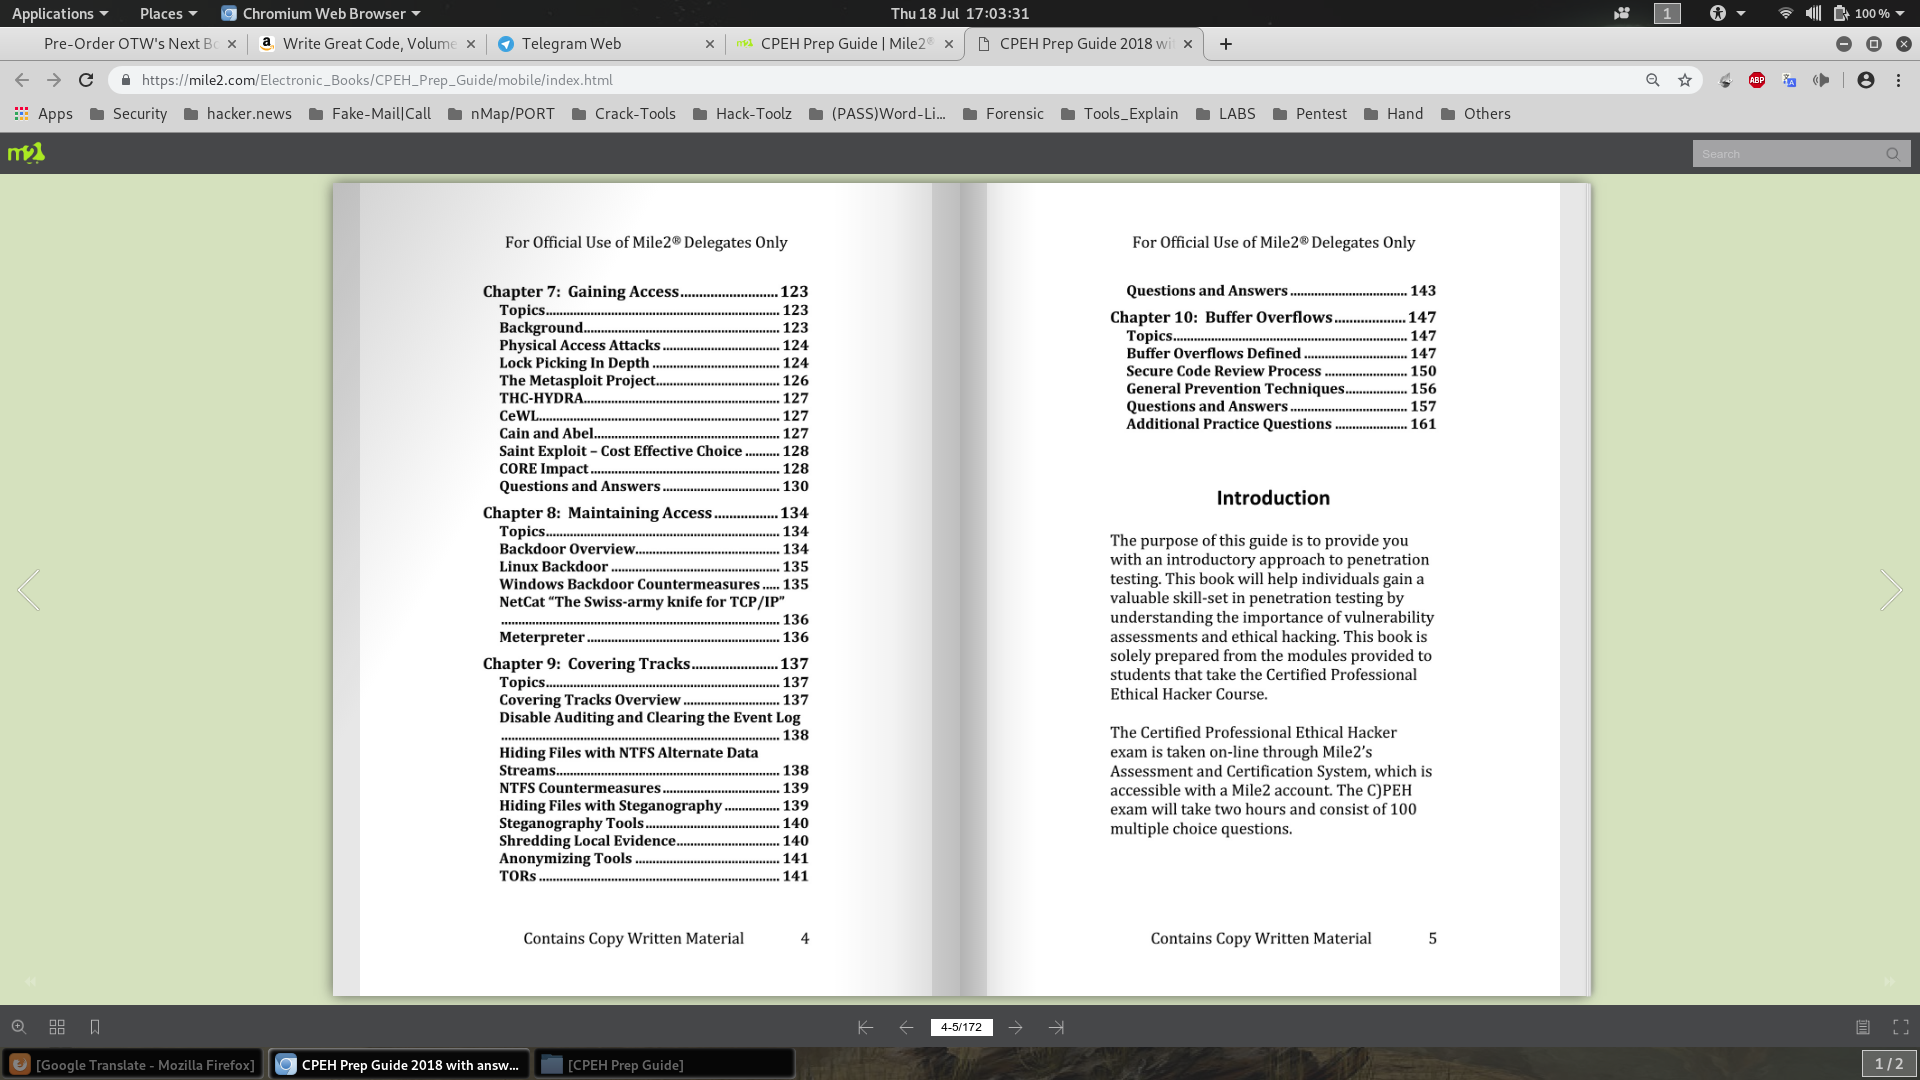 Applications
Places
Chromium Web Browser
Thu 18 Jul 17:03:31
1
100 %
Pre-Order OTW's Next Bo
Write Great Code, Volume
Telegram Web
CPEH Prep Guide | Mile2®
CPEH Prep Guide 2018 wit
https://mile2.com/Electronic_Books/CPEH_Prep_Guide/mobile/index.html
ABP
Apps
Security
hacker.news
Fake-Mail|Call
nMap/PORT
Crack-Tools
Hack-Toolz
(PASS)Word-Li...
Forensic
Tools_Explain
LABS
Pentest
Hand
Others
m2
Search
For Official Use of Mile2® Delegates Only
Chapter 7: Gaining Access.......................... 123
Topics.................................................................... 123
Background......................................................... 123
Physical Access Attacks .................................. 124
Lock Picking In Depth ..................................... 124
The Metasploit Project.................................... 126
THC-HYDRA......................................................... 127
CeWL...................................................................... 127
Cain and Abel...................................................... 127
Saint Exploit – Cost Effective Choice .......... 128
CORE Impact ....................................................... 128
Questions and Answers .................................. 130
Chapter 8: Maintaining Access ................. 134
Topics.................................................................... 134
Backdoor Overview.......................................... 134
Linux Backdoor ................................................. 135
Windows Backdoor Countermeasures ..... 135
NetCat “The Swiss-army knife for TCP/IP”
................................................................................. 136
Meterpreter ........................................................ 136
Chapter 9: Covering Tracks....................... 137
Topics.................................................................... 137
Covering Tracks Overview ............................ 137
Disable Auditing and Clearing the Event Log
................................................................................. 138
Hiding Files with NTFS Alternate Data
Streams................................................................. 138
NTFS Countermeasures .................................. 139
Hiding Files with Steganography ................ 139
Steganography Tools ....................................... 140
Shredding Local Evidence.............................. 140
Anonymizing Tools .......................................... 141
TORs ...................................................................... 141
Contains Copy Written Material 4
For Official Use of Mile2® Delegates Only
Questions and Answers .................................. 143
Chapter 10: Buffer Overflows ................... 147
Topics.................................................................... 147
Buffer Overflows Defined .............................. 147
Secure Code Review Process ........................ 150
General Prevention Techniques.................. 156
Questions and Answers .................................. 157
Additional Practice Questions ..................... 161
Introduction
The purpose of this guide is to provide you
with an introductory approach to penetration
testing. This book will help individuals gain a
valuable skill-set in penetration testing by
understanding the importance of vulnerability
assessments and ethical hacking. This book is
solely prepared from the modules provided to
students that take the Certified Professional
Ethical Hacker Course.
The Certified Professional Ethical Hacker
exam is taken on-line through Mile2’s
Assessment and Certification System, which is
accessible with a Mile2 account. The C)PEH
exam will take two hours and consist of 100
multiple choice questions.
Contains Copy Written Material 5
4-5/172
[Google Translate - Mozilla Firefox]
CPEH Prep Guide 2018 with answ...
[CPEH Prep Guide]
1 / 2